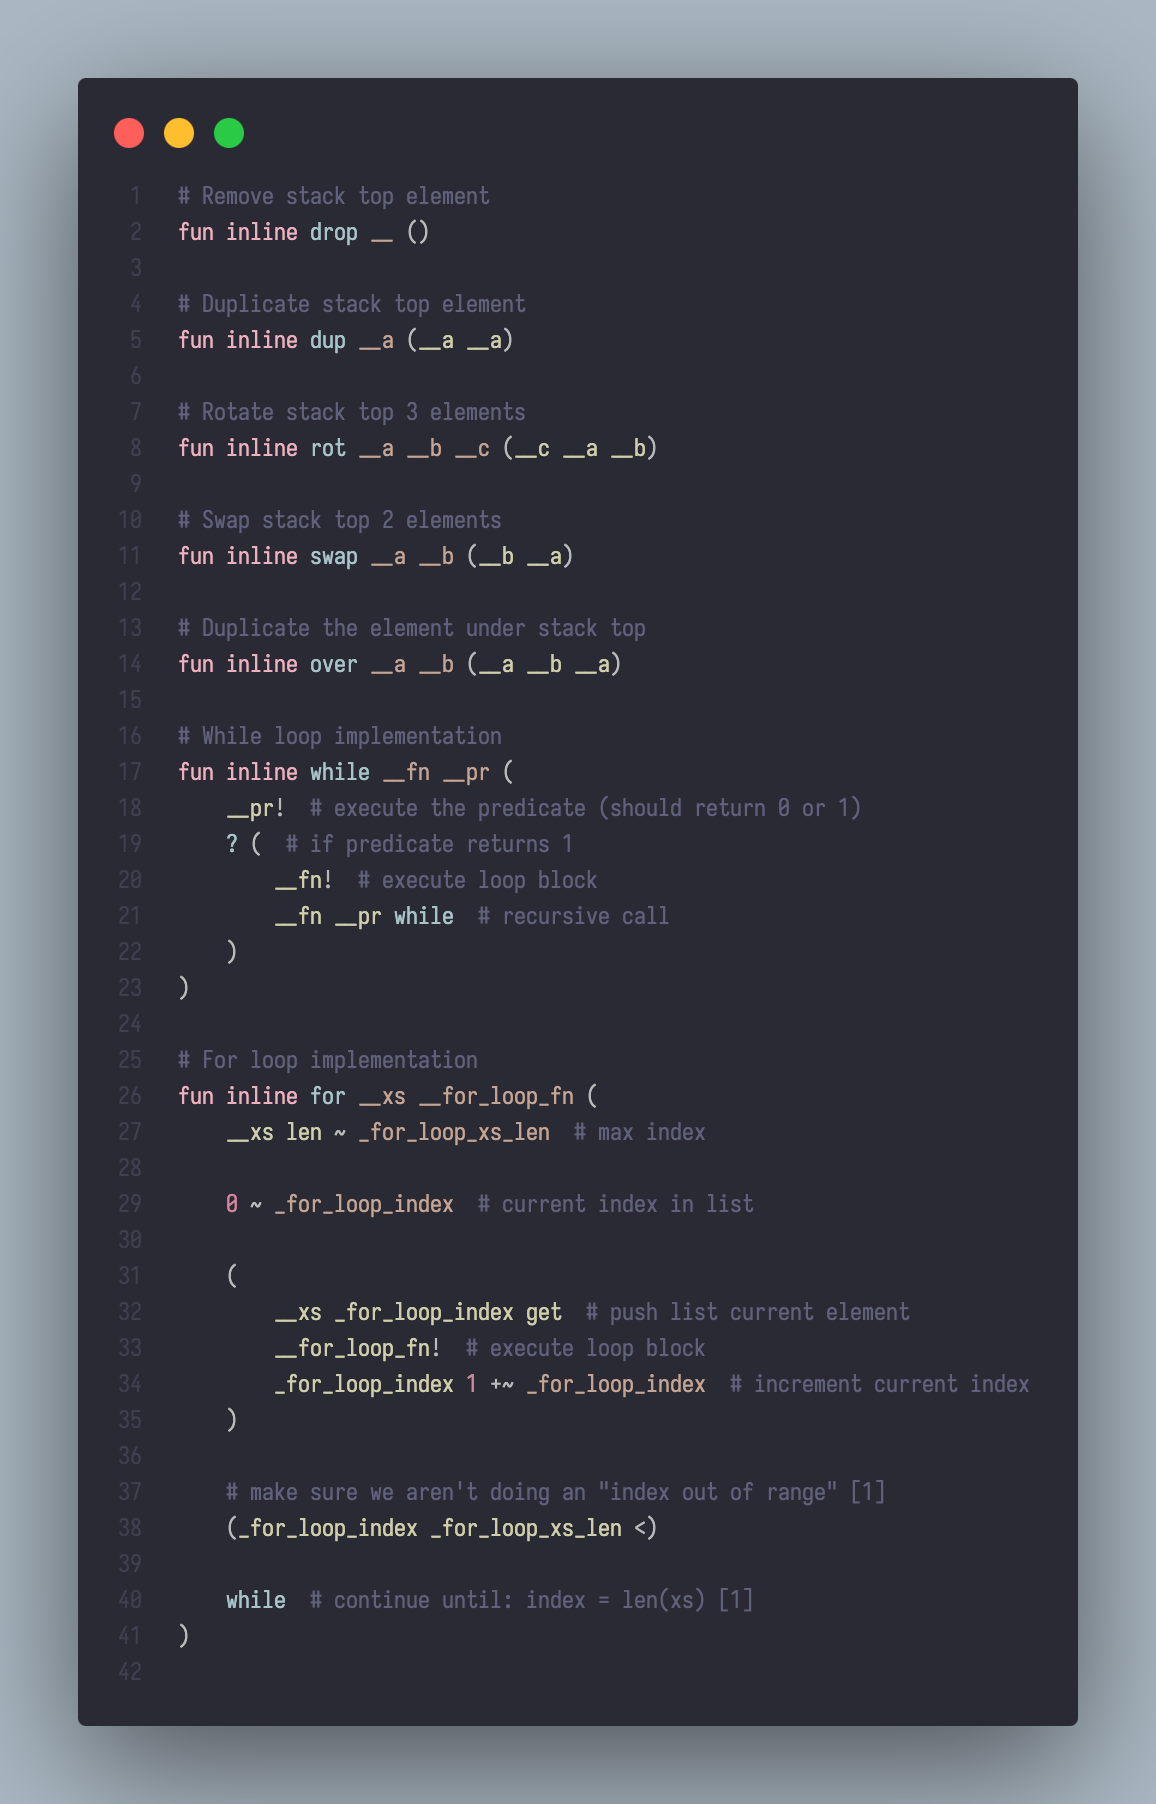 1 # Remove stack top element
2 fun inline drop __ ()
3
4 # Duplicate stack top element
5 fun inline dup __a (__a __a)
6
7 # Rotate stack top 3 elements
8 fun inline rot __a __b __c (__c __a __b)
9
10 # Swap stack top 2 elements
11 fun inline swap __a __b (__b __a)
12
13 # Duplicate the element under stack top
14 fun inline over __a __b (__a __b __a)
15
16 # While loop implementation
17 fun inline while __fn __pr (
18     __pr!  # execute the predicate (should return 0 or 1)
19     ? (  # if predicate returns 1
20         __fn!  # execute loop block
21         __fn __pr while  # recursive call
22     )
23 )
24
25 # For loop implementation
26 fun inline for __xs __for_loop_fn (
27     __xs len ~ _for_loop_xs_len  # max index
28
29     0 ~ _for_loop_index  # current index in list
30
31     (
32         __xs _for_loop_index get  # push list current element
33         __for_loop_fn!  # execute loop block
34         _for_loop_index 1 +~ _for_loop_index  # increment current index
35     )
36
37     # make sure we aren't doing an "index out of range" [1]
38     (_for_loop_index _for_loop_xs_len <)
39
40     while  # continue until: index = len(xs) [1]
41 )
42